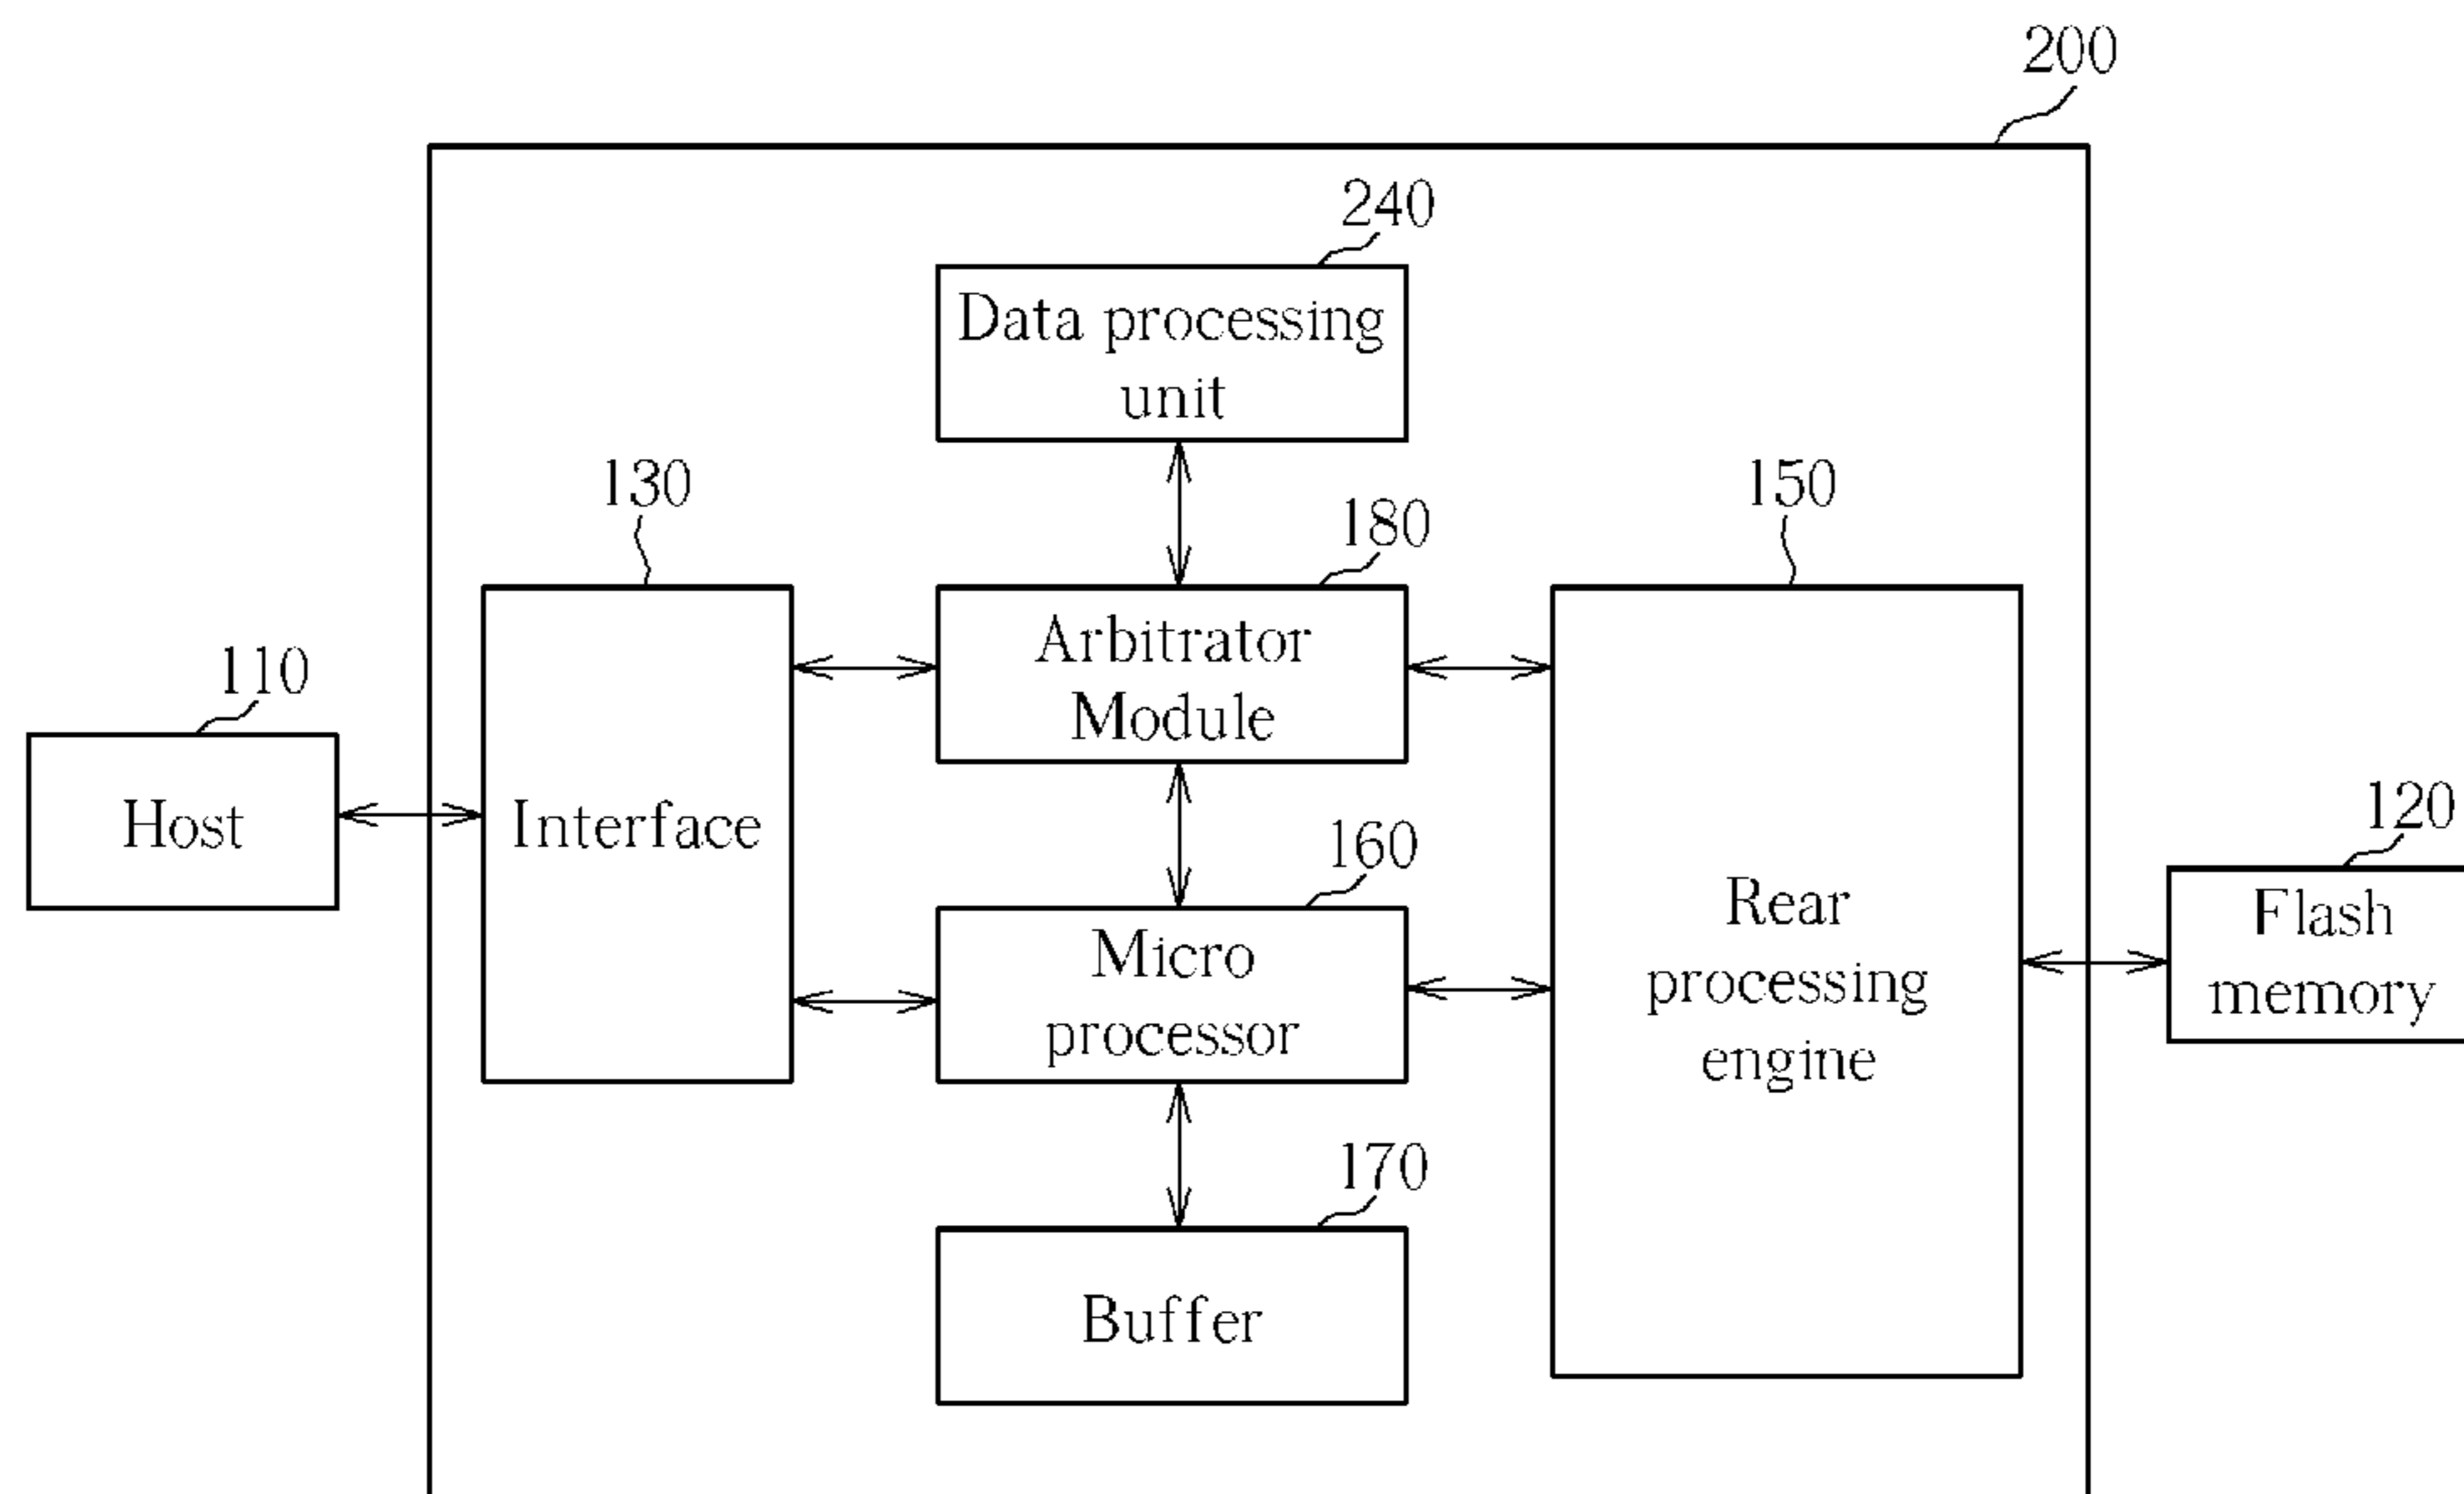 200
240
Data processing
unit
130
180
150
Arbitrator
Module
110
Host
Interface
160
Micro
processor
Rear
processing
engine
120
Flash
memory
170
Buffer